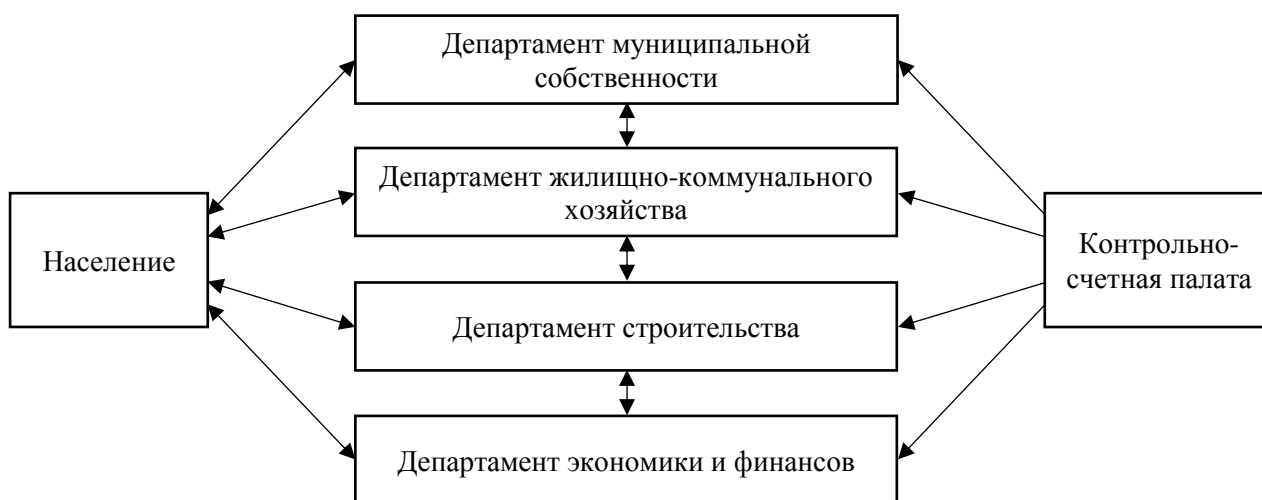 Департамент муниципальной
собственности
Департамент жилищно-коммунального
хозяйства
Население
Контрольно-
счетная палата
Департамент строительства
Департамент экономики и финансов